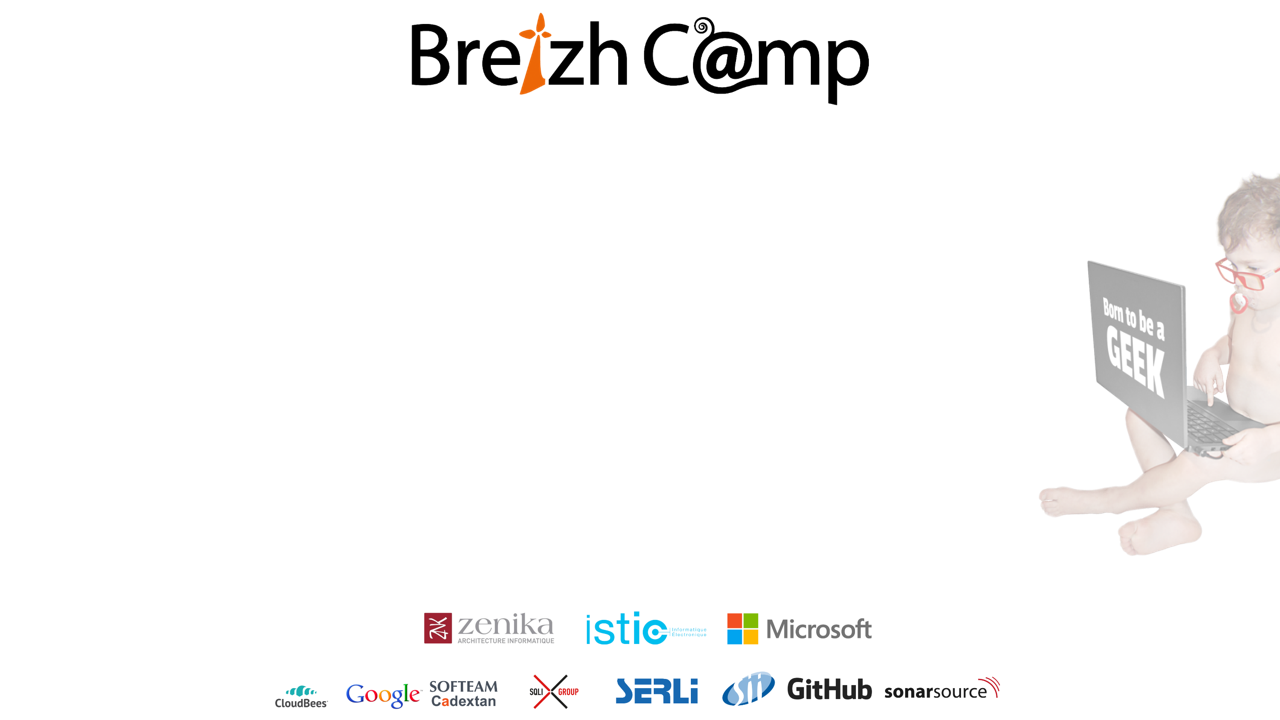 Breizh C@mp
Born to be a
GEEK
zenika
ARCHITECTURE INFORMATIQUE
istic
Informatique
Electronique
Microsoft
CloudBees
Google
SOFTEAM
Cadextan
SQLI GROUP
SERLI
GitHub
sonarsource